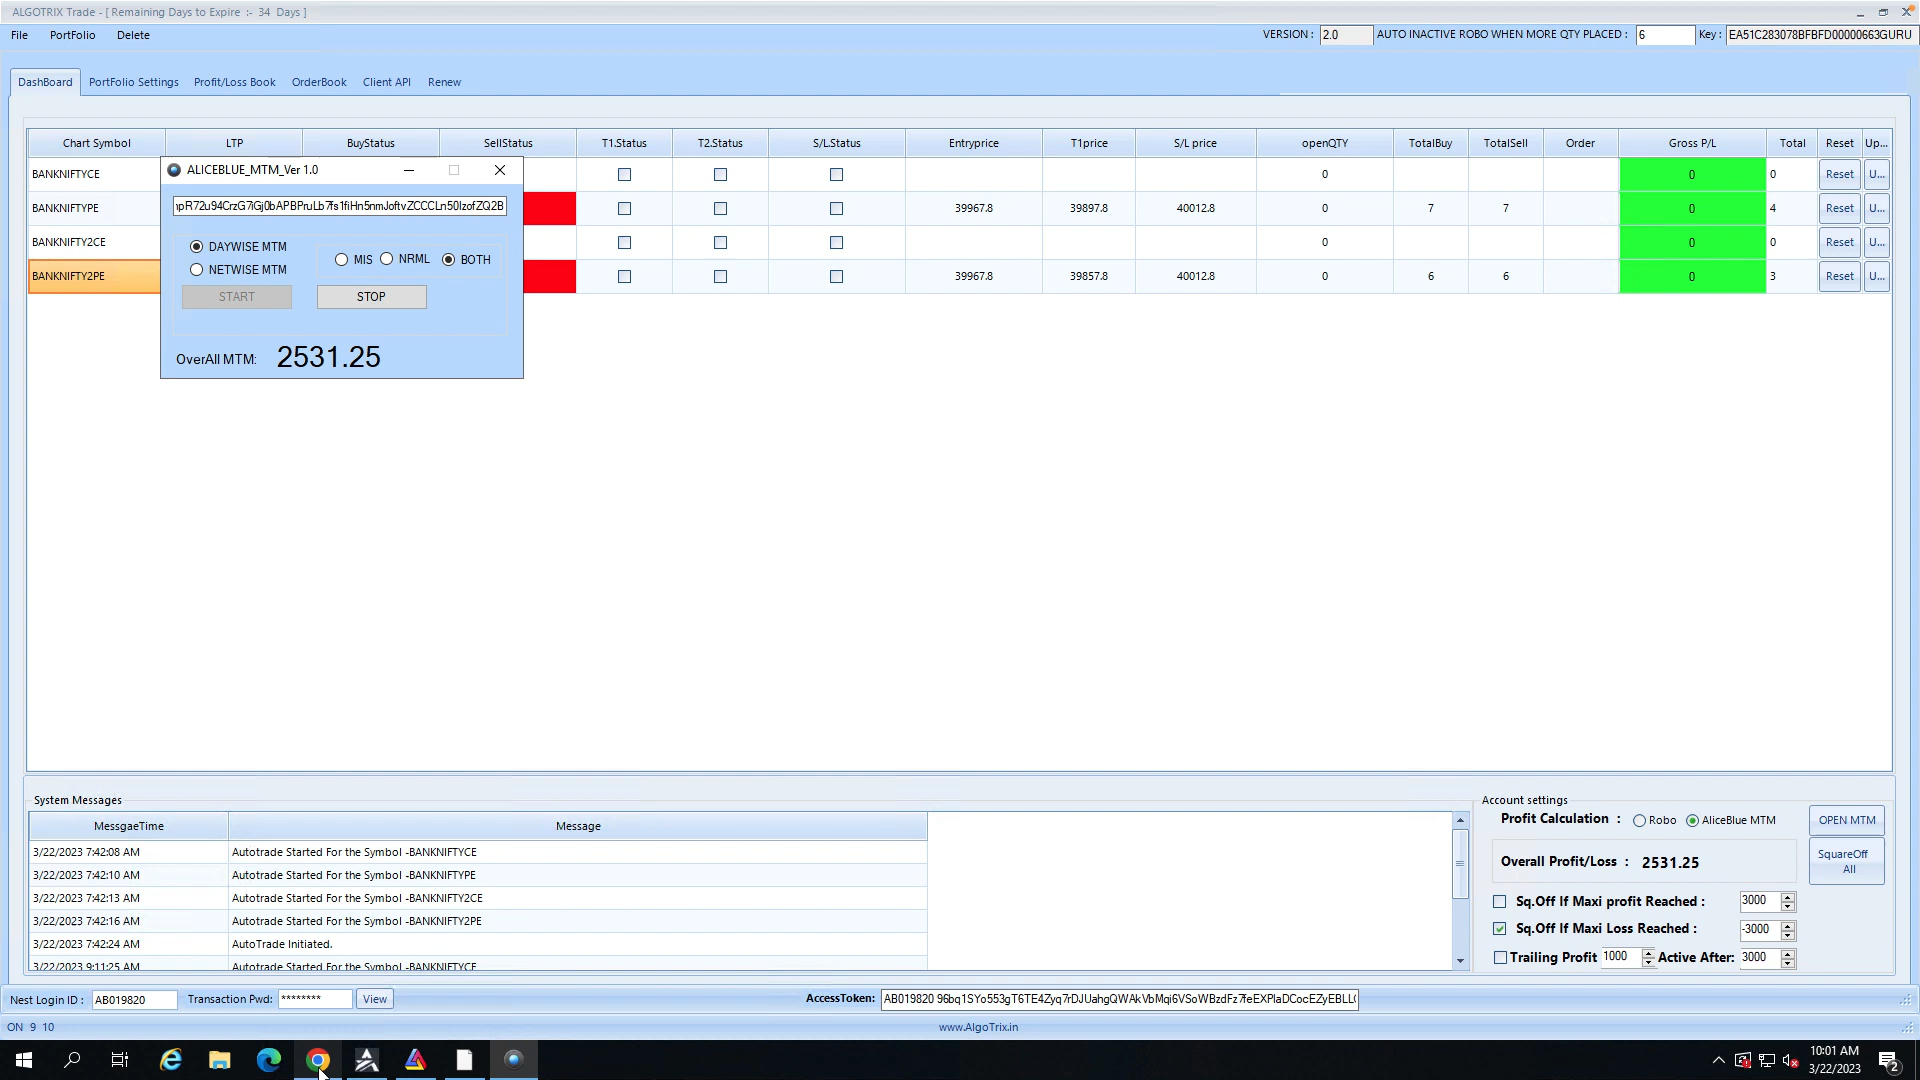 ALGOTRIX Trade - [ Remaining Days to Expire :- 34 Days ]
File PortFolio Delete
VERSION : 2.0 AUTO INACTIVE ROBO WHEN MORE QTY PLACED : 6 Key : EA51C283078BFBFD00000663GURU
DashBoard PortFolio Settings Profit/Loss Book OrderBook Client API Renew
Chart Symbol LTP BuyStatus SellStatus T1.Status T2.Status S/L.Status Entryprice T1price S/L price openQTY TotalBuy TotalSell Order Gross P/L Total Reset Up...
BANKNIFTYCE 0 0 0 Reset U...
BANKNIFTYPE 39967.8 39897.8 40012.8 0 7 7 0 4 Reset U...
BANKNIFTY2CE 0 0 0 Reset U...
BANKNIFTY2PE 39967.8 39857.8 40012.8 0 6 6 0 3 Reset U...
ALICEBLUE_MTM_Ver 1.0
DAYWISE MTM
NETWISE MTM
MIS NRML BOTH
START STOP
OverAll MTM: 2531.25
System Messages
MessgaeTime Message
3/22/2023 7:42:08 AM Autotrade Started For the Symbol -BANKNIFTYCE
3/22/2023 7:42:10 AM Autotrade Started For the Symbol -BANKNIFTYPE
3/22/2023 7:42:13 AM Autotrade Started For the Symbol -BANKNIFTY2CE
3/22/2023 7:42:16 AM Autotrade Started For the Symbol -BANKNIFTY2PE
3/22/2023 7:42:24 AM AutoTrade Initiated.
3/22/2023 9:11:25 AM Autotrade Started For the Symbol -BANKNIFTYCE
Account settings
Profit Calculation : Robo AliceBlue MTM OPEN MTM
Overall Profit/Loss : 2531.25
SquareOff All
Sq.Off If Maxi profit Reached : 3000
Sq.Off If Maxi Loss Reached : -3000
Trailing Profit 1000 Active After: 3000
Nest Login ID : AB019820 Transaction Pwd: ******** View
AccessToken: AB019820
ON 9 10
www.AlgoTrix.in
10:01 AM
3/22/2023
2